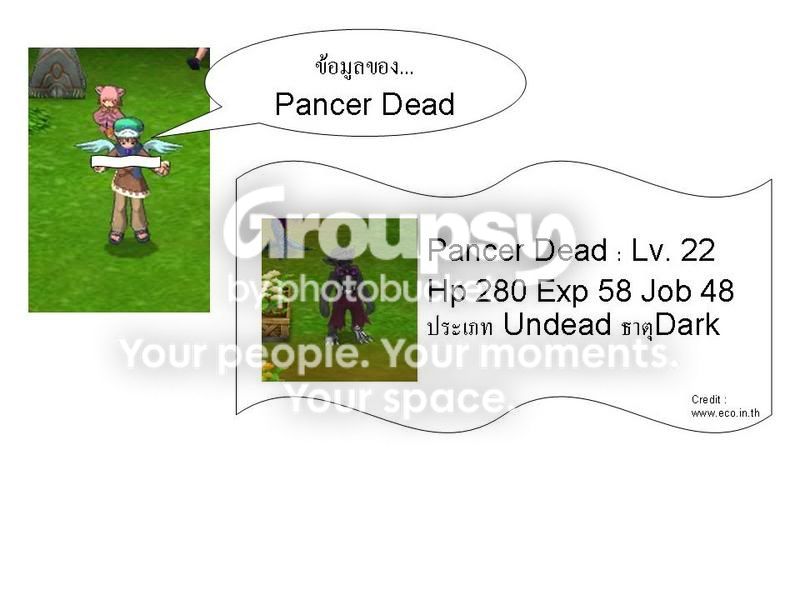 ข้อมูลของ...
Pancer Dead
Groupsy
by photobucket
Pancer Dead : Lv. 22
Hp 280 Exp 58 Job 48
ประเภท Undead ธาตุDark
Your people. Your moments.
Your space.
Credit :
www.eco.in.th